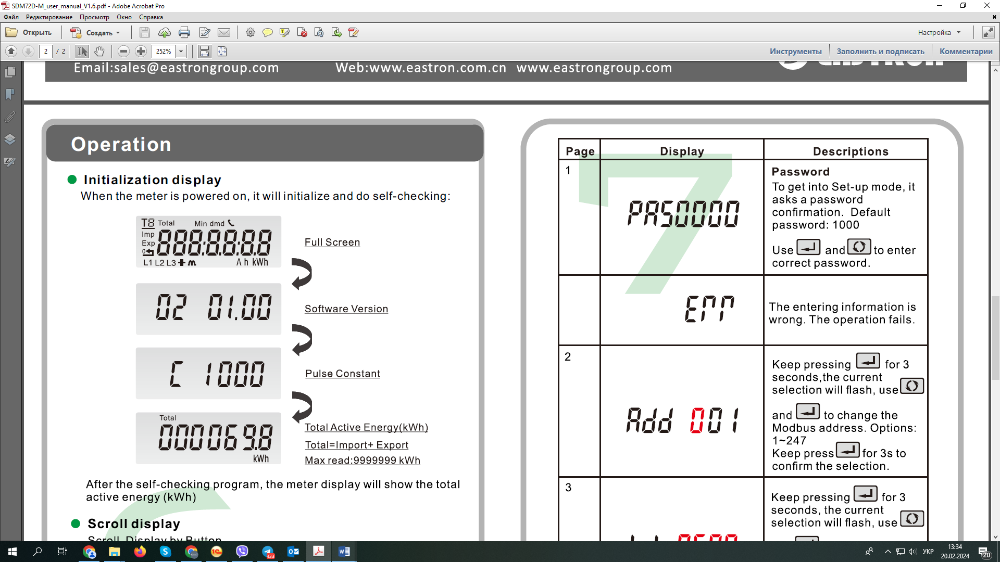 SDM72D-M_user_manual_V1.6.pdf - Adobe Acrobat Pro
Файл Редактирование Просмотр Окно Справка
Открыть Создать Настройка
2 / 2 252% Инструменты Заполнить и подписать Комментарии
Email:sales@eastrongroup.com Web:www.eastron.com.cn www.eastrongroup.com
Operation
Initialization display
When the meter is powered on, it will initialize and do self-checking:
T8 Total Min dmd
Imp
Exp
888:8.8:8.8
L1 L2 L3 A h kWh
Full Screen
02 01.00
Software Version
C 1000
Pulse Constant
Total
000069.8
kWh
Total Active Energy(kWh)
Total=Import+ Export
Max read:9999999 kWh
After the self-checking program, the meter display will show the total
active energy (kWh)
Scroll display
Scroll Display by Button
Page Display Descriptions
1
PAS0000
Password
To get into Set-up mode, it
asks a password
confirmation. Default
password: 1000
Use and to enter
correct password.
Err
The entering information is
wrong. The operation fails.
2
Add 001
Keep pressing for 3
seconds,the current
selection will flash, use
and to change the
Modbus address. Options:
1~247
Keep press for 3s to
confirm the selection.
3
Keep pressing for 3
seconds, the current
selection will flash, use
433
УКР
13:34
20.02.2024
20